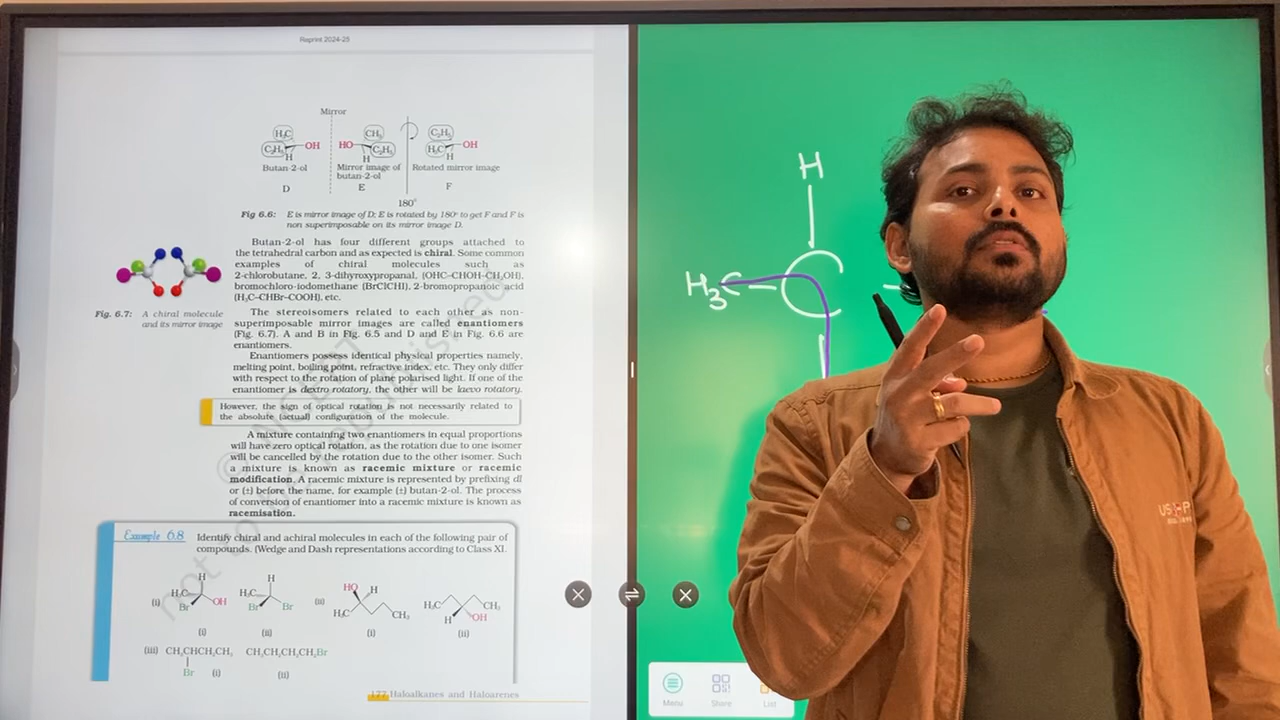 Reprint 2024-25
Mirror
H₃C
C₂H₅
OH
H
Butan-2-ol
D
HO
CH₃
C₂H₅
H
Mirror image of
butan-2-ol
E
C₂H₅
H₃C
OH
H
Rotated mirror image
F
180°
Fig 6.6: E is mirror image of D; E is rotated by 180° to get F and F is
non superimposable on its mirror image D.
Butan-2-ol has four different groups attached to
the tetrahedral carbon and as expected is chiral. Some common
examples of chiral molecules such as
2-chlorobutane, 2, 3-dihyroxypropanal, (OHC–CHOH–CH₂OH),
bromochloro-iodomethane (BrClCHI), 2-bromopropanoic acid
(H₃C–CHBr–COOH), etc.
Fig. 6.7: A chiral molecule
and its mirror image
The stereoisomers related to each other as non-
superimposable mirror images are called enantiomers
(Fig. 6.7). A and B in Fig. 6.5 and D and E in Fig. 6.6 are
enantiomers.
Enantiomers possess identical physical properties namely,
melting point, boiling point, refractive index, etc. They only differ
with respect to the rotation of plane polarised light. If one of the
enantiomer is dextro rotatory, the other will be laevo rotatory.
However, the sign of optical rotation is not necessarily related to
the absolute (actual) configuration of the molecule.
A mixture containing two enantiomers in equal proportions
will have zero optical rotation, as the rotation due to one isomer
will be cancelled by the rotation due to the other isomer. Such
a mixture is known as racemic mixture or racemic
modification. A racemic mixture is represented by prefixing dl
or (±) before the name, for example (±) butan-2-ol. The process
of conversion of enantiomer into a racemic mixture is known as
racemisation.
Example 6.8 Identify chiral and achiral molecules in each of the following pair of
compounds. (Wedge and Dash representations according to Class XI.
(i)
H
H₃C
Br
OH
(i)
H
H₃C
Br
Br
(ii)
(ii)
HO
H
H₃C
CH₃
(i)
H₃C
CH₃
H
OH
(ii)
(iii) CH₃CHCH₂CH₃ CH₃CH₂CH₂CH₂Br
Br (i) (ii)
177 Haloalkanes and Haloarenes
H
H₃C
C
Menu
Share
List